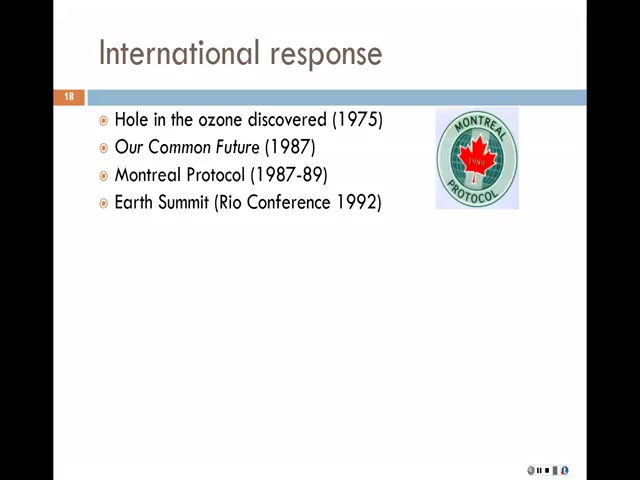 International response
18
Hole in the ozone discovered (1975)
Our Common Future (1987)
Montreal Protocol (1987-89)
Earth Summit (Rio Conference 1992)
MONTREAL
1989
PROTOCOL